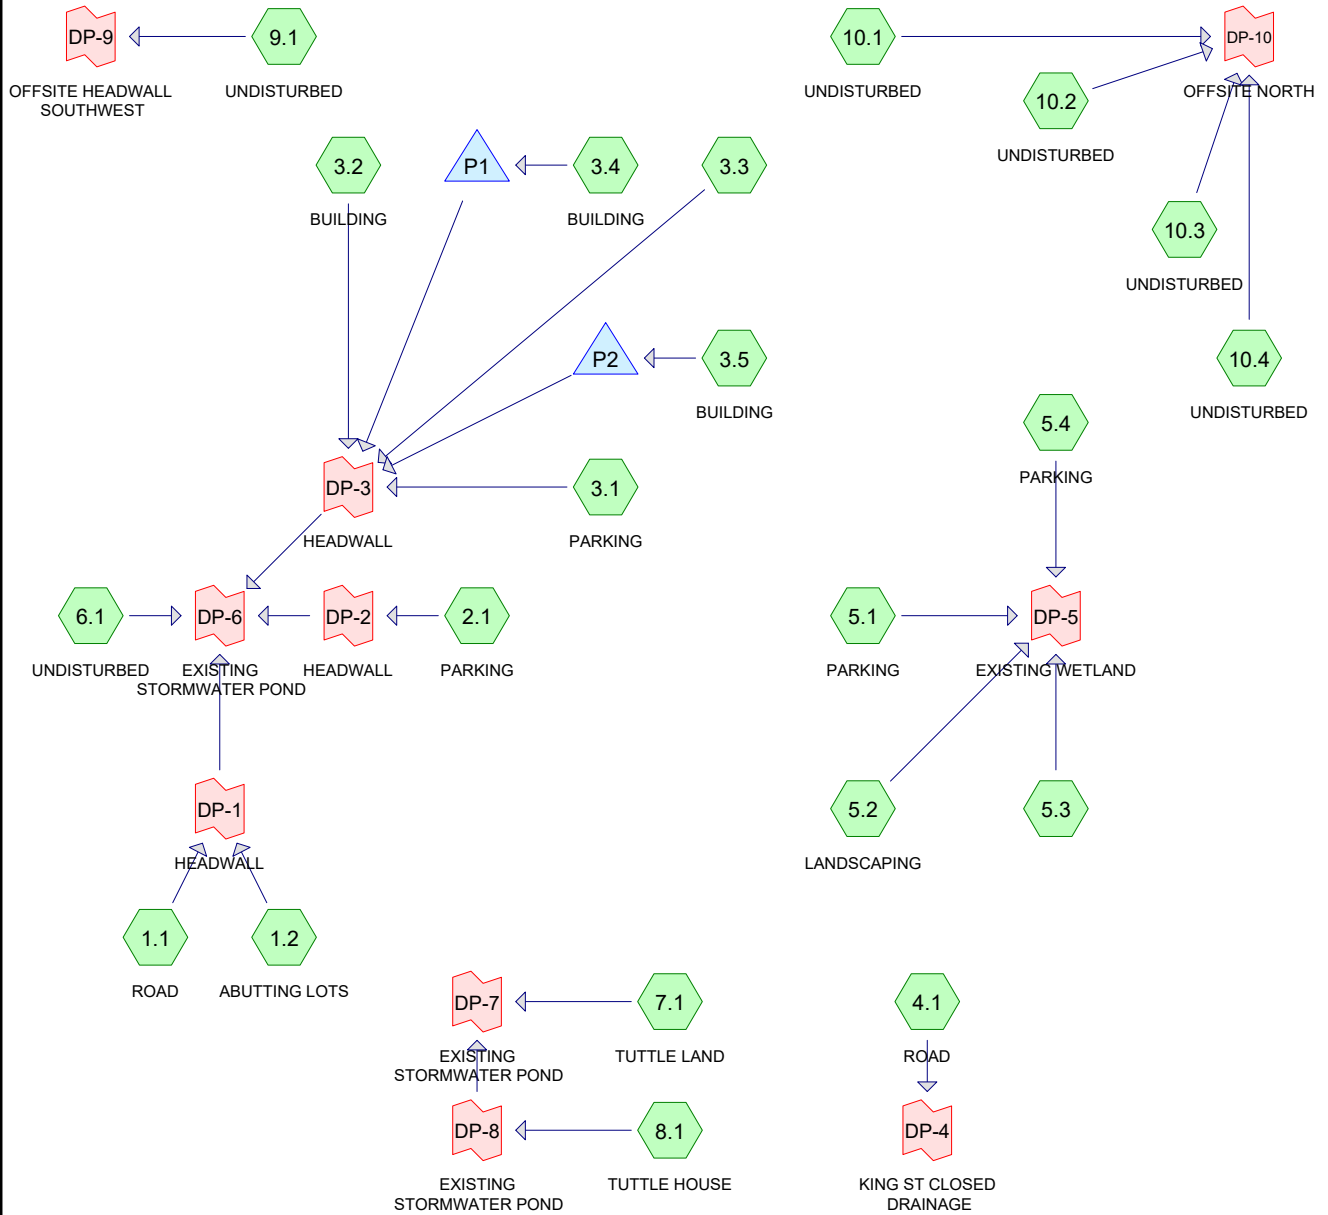 DP-9
9.1
OFFSITE HEADWALL
SOUTHWEST
UNDISTURBED
10.1
UNDISTURBED
DP-10
OFFSITE NORTH
10.2
UNDISTURBED
3.2
BUILDING
P1
3.4
BUILDING
3.3
10.3
UNDISTURBED
P2
3.5
BUILDING
10.4
UNDISTURBED
5.4
PARKING
DP-3
HEADWALL
3.1
PARKING
6.1
UNDISTURBED
DP-6
EXISTING
STORMWATER POND
DP-2
HEADWALL
2.1
PARKING
5.1
PARKING
DP-5
EXISTING WETLAND
DP-1
HEADWALL
5.2
LANDSCAPING
5.3
1.1
ROAD
1.2
ABUTTING LOTS
DP-7
EXISTING
STORMWATER POND
7.1
TUTTLE LAND
4.1
ROAD
DP-8
EXISTING
STORMWATER POND
8.1
TUTTLE HOUSE
DP-4
KING ST CLOSED
DRAINAGE